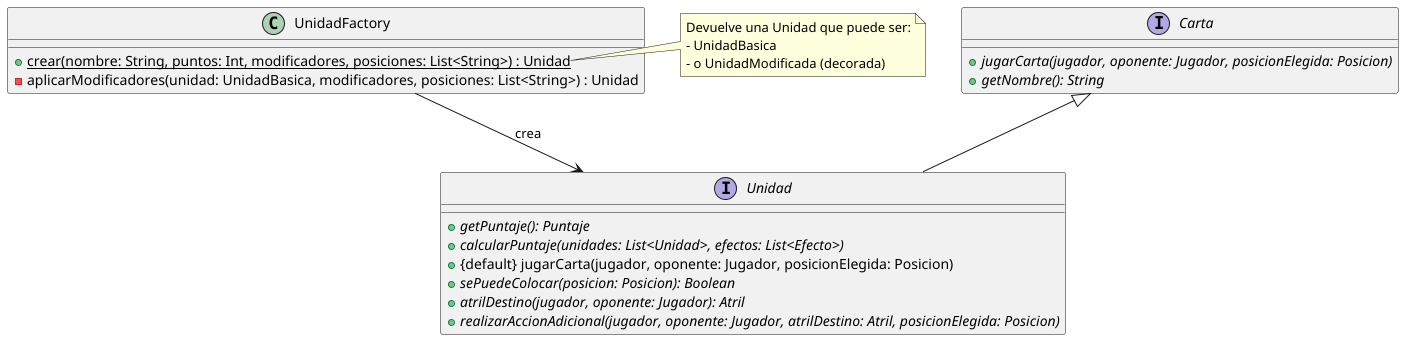 C UnidadFactory
crear(nombre: String, puntos: Int, modificadores, posiciones: List<String>) : Unidad
aplicarModificadores(unidad: UnidadBasica, modificadores, posiciones: List<String>) : Unidad
Devuelve una Unidad que puede ser:
- UnidadBasica
- o UnidadModificada (decorada)
I Carta
jugarCarta(jugador, oponente: Jugador, posicionElegida: Posicion)
getNombre(): String
crea
I Unidad
getPuntaje(): Puntaje
calcularPuntaje(unidades: List<Unidad>, efectos: List<Efecto>)
{default} jugarCarta(jugador, oponente: Jugador, posicionElegida: Posicion)
sePuedeColocar(posicion: Posicion): Boolean
atrilDestino(jugador, oponente: Jugador): Atril
realizarAccionAdicional(jugador, oponente: Jugador, atrilDestino: Atril, posicionElegida: Posicion)